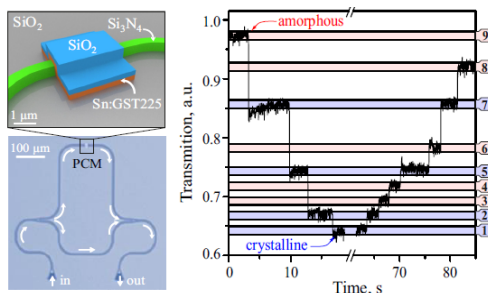 SiO₂
Si₃N₄
SiO₂
Sn:GST225
1 µm
100 µm
PCM
in
out
Transmition, a.u.
1.0
0.9
0.8
0.7
0.6
amorphous
crystalline
9
8
7
6
5
4
3
2
1
0
10
70
80
Time, s